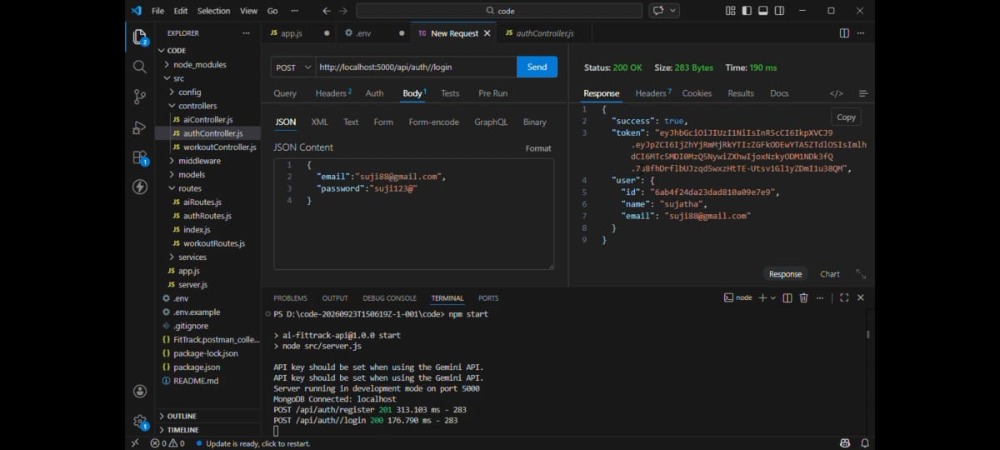 File Edit Selection View Go ··· code
EXPLORER ···
CODE
node_modules
src
config
controllers
JS aiController.js
JS authController.js
JS workoutController.js
middleware
models
routes
JS aiRoutes.js
JS authRoutes.js
JS index.js
JS workoutRoutes.js
services
JS app.js
JS server.js
.env
.env.example
.gitignore
{} FitTrack.postman_colle...
{} package-lock.json
{} package.json
README.md
OUTLINE
TIMELINE
2
1
1
JS app.js
.env
TC New Request
JS authController.js
···
POST http://localhost:5000/api/auth//login Send
Query Headers 2 Auth Body 1 Tests Pre Run
JSON XML Text Form Form-encode GraphQL Binary
JSON Content Format
1 {
2 "email":"suji88@gmail.com",
3 "password":"suji123@"
4 }
Status: 200 OK Size: 283 Bytes Time: 190 ms
Response Headers 7 Cookies Results Docs </>
Copy
1 {
2 "success": true,
3 "token":
4 "user": {
5 "id": "6ab4f24da23dad810a09e7e9",
6 "name": "sujatha",
7 "email": "suji88@gmail.com"
8 }
9 }
Response Chart
PROBLEMS OUTPUT DEBUG CONSOLE TERMINAL PORTS node ···
PS D:\code-20260923T150619Z-1-001\code> npm start
> ai-fittrack-api@1.0.0 start
> node src/server.js
API key should be set when using the Gemini API.
API key should be set when using the Gemini API.
Server running in development mode on port 5000
MongoDB Connected: localhost
POST /api/auth/register 201 313.103 ms - 283
POST /api/auth//login 200 176.790 ms - 283
0 0 Update is ready, click to restart.